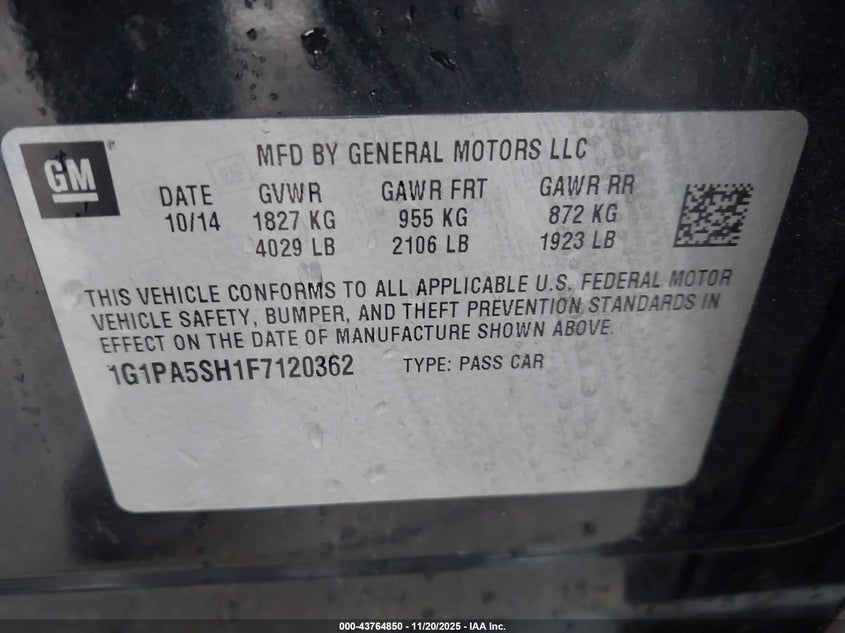 GM
MFD BY GENERAL MOTORS LLC
DATE GVWR GAWR FRT GAWR RR
10/14 1827 KG 955 KG 872 KG
4029 LB 2106 LB 1923 LB
THIS VEHICLE CONFORMS TO ALL APPLICABLE U.S. FEDERAL MOTOR
VEHICLE SAFETY, BUMPER, AND THEFT PREVENTION STANDARDS IN
EFFECT ON THE DATE OF MANUFACTURE SHOWN ABOVE.
1G1PA5SH1F7120362 TYPE: PASS CAR
000-43764850 - 11/20/2025 - IAA Inc.